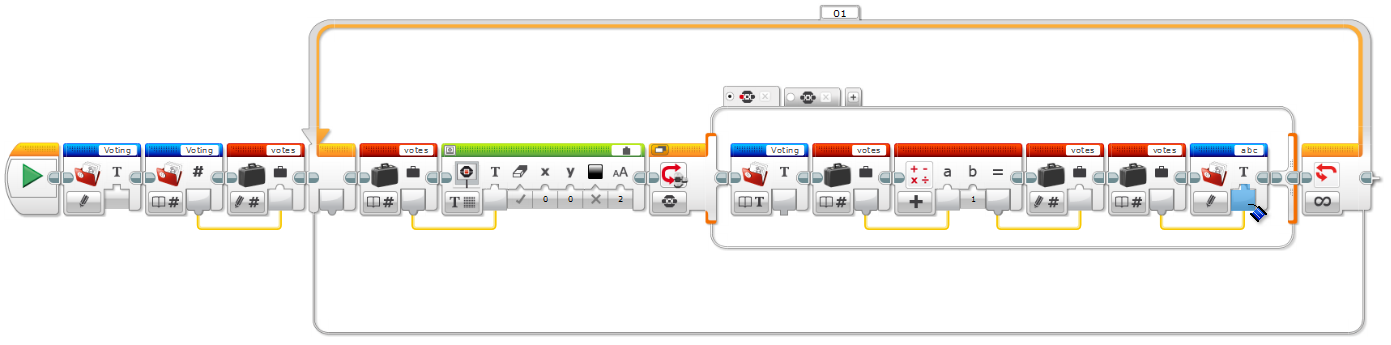 01
Voting
Voting
votes
votes
Voting
votes
votes
votes
abc
T
#
T
x
y
AA
T
a
b
=
T
#
#
#
T
0
0
2
T
#
1
#
#